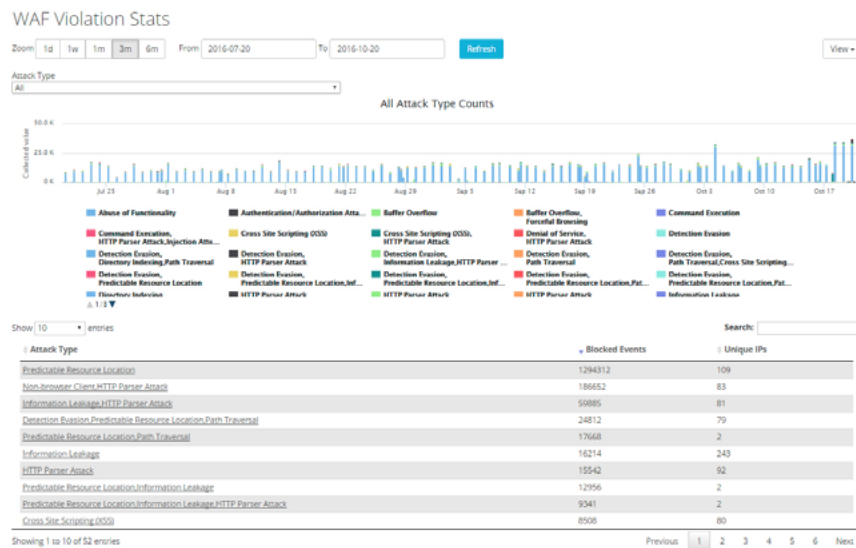 WAF Violation Stats
Zoom 1d 1w 1m 3m 6m From 2016-07-20 To 2016-10-20 Refresh View
Attack Type
All
All Attack Type Counts
Collected value
50.0 K
25.0 K
0 K
Jul 25 Aug 1 Aug 8 Aug 15 Aug 22 Aug 29 Sep 5 Sep 12 Sep 19 Sep 26 Oct 3 Oct 10 Oct 17
Abuse of Functionality Authentication/Authorization Atta... Buffer Overflow Buffer Overflow, Command Execution
Forceful Browsing
Command Execution, Cross Site Scripting (XSS) Cross Site Scripting (XSS), Denial of Service, Detection Evasion
HTTP Parser Attack,Injection Atta... HTTP Parser Attack HTTP Parser Attack
Detection Evasion, Detection Evasion, Detection Evasion, Detection Evasion, Detection Evasion,
Directory Indexing,Path Traversal HTTP Parser Attack Information Leakage,HTTP Parser ... Path Traversal Path Traversal,Cross Site Scripting...
Detection Evasion, Detection Evasion, Detection Evasion, Detection Evasion, Detection Evasion,
Predictable Resource Location Predictable Resource Location,Inf... Predictable Resource Location,Inf... Predictable Resource Location,Pat... Predictable Resource Location,Pat...
Directory Indexing HTTP Parser Attack HTTP Parser Attack HTTP Parser Attack Information Leakage
1/3
Show 10 entries Search:
Attack Type Blocked Events Unique IPs
Predictable Resource Location 1294312 109
Non-browser Client,HTTP Parser Attack 186652 83
Information Leakage,HTTP Parser Attack 59885 81
Detection Evasion,Predictable Resource Location,Path Traversal 24812 79
Predictable Resource Location,Path Traversal 17668 2
Information Leakage 16214 243
HTTP Parser Attack 15542 92
Predictable Resource Location,Information Leakage 12956 2
Predictable Resource Location,Information Leakage,HTTP Parser Attack 9341 2
Cross Site Scripting (XSS) 8508 80
Showing 1 to 10 of 52 entries Previous 1 2 3 4 5 6 Next